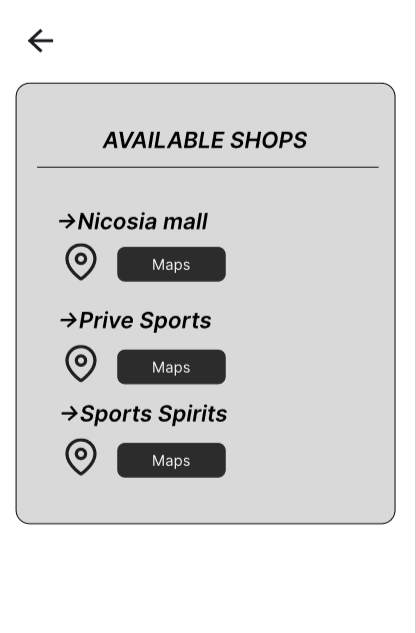 AVAILABLE SHOPS
→Nicosia mall
Maps
→Prive Sports
Maps
→Sports Spirits
Maps